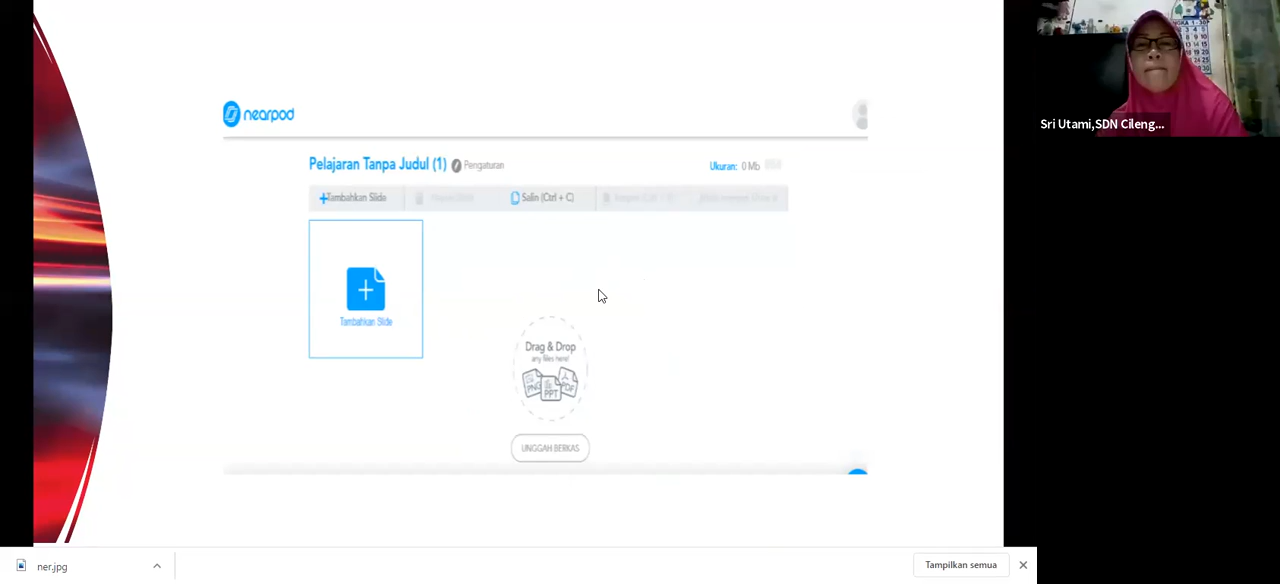 nearpod
Pelajaran Tanpa Judul (1) Pengaturan
Ukuran: 0 Mb
+Tambahkan Slide
Salin (Ctrl + C)
Tambahkan Slide
Drag & Drop
any files here!
PNG PPT PDF
UNGGAH BERKAS
Sri Utami,SDN Cileng...
ner.jpg
Tampilkan semua